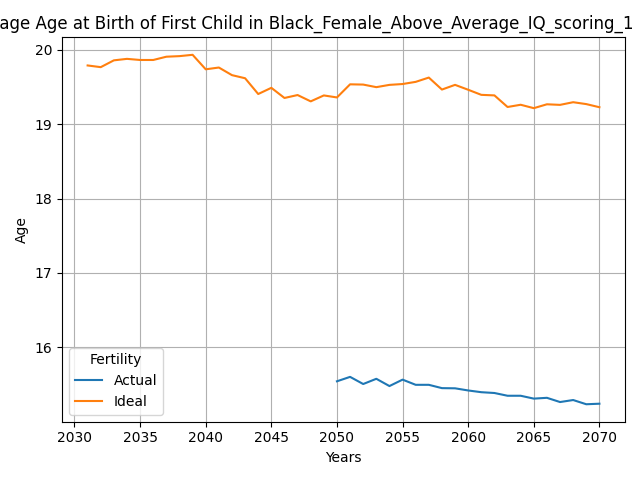 age Age at Birth of First Child in Black_Female_Above_Average_IQ_scoring_1
20
19
18
17
16
Age
Fertility
Actual
Ideal
2030 2035 2040 2045 2050 2055 2060 2065 2070
Years